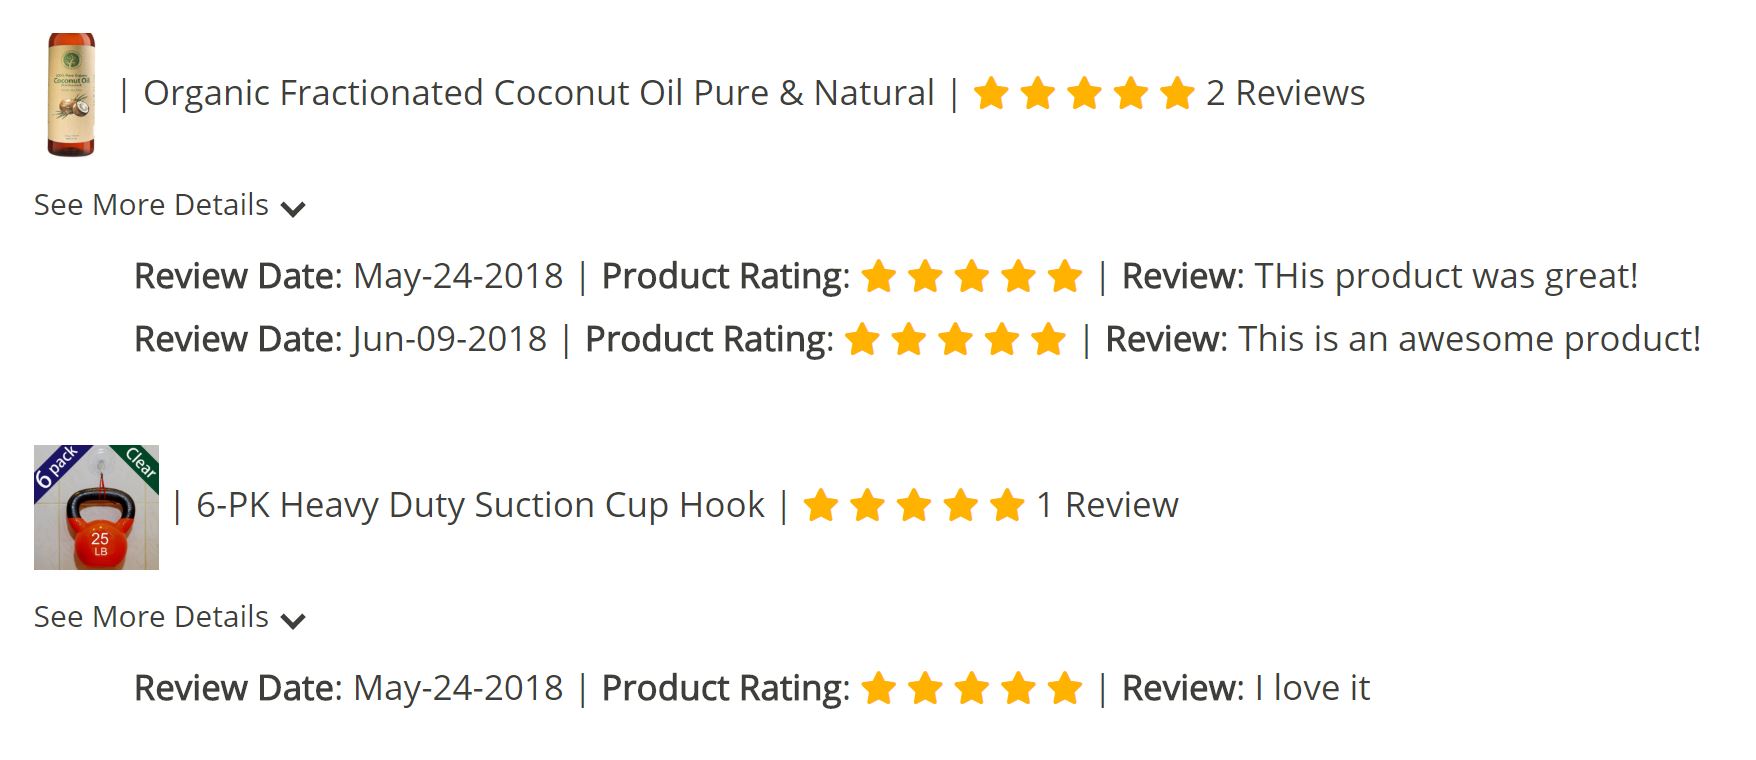 Coconut Oil
| Organic Fractionated Coconut Oil Pure & Natural | 2 Reviews
See More Details
Review Date: May-24-2018 | Product Rating: | Review: THis product was great!
Review Date: Jun-09-2018 | Product Rating: | Review: This is an awesome product!
6 pack
Clear
25
LB
| 6-PK Heavy Duty Suction Cup Hook | 1 Review
See More Details
Review Date: May-24-2018 | Product Rating: | Review: I love it